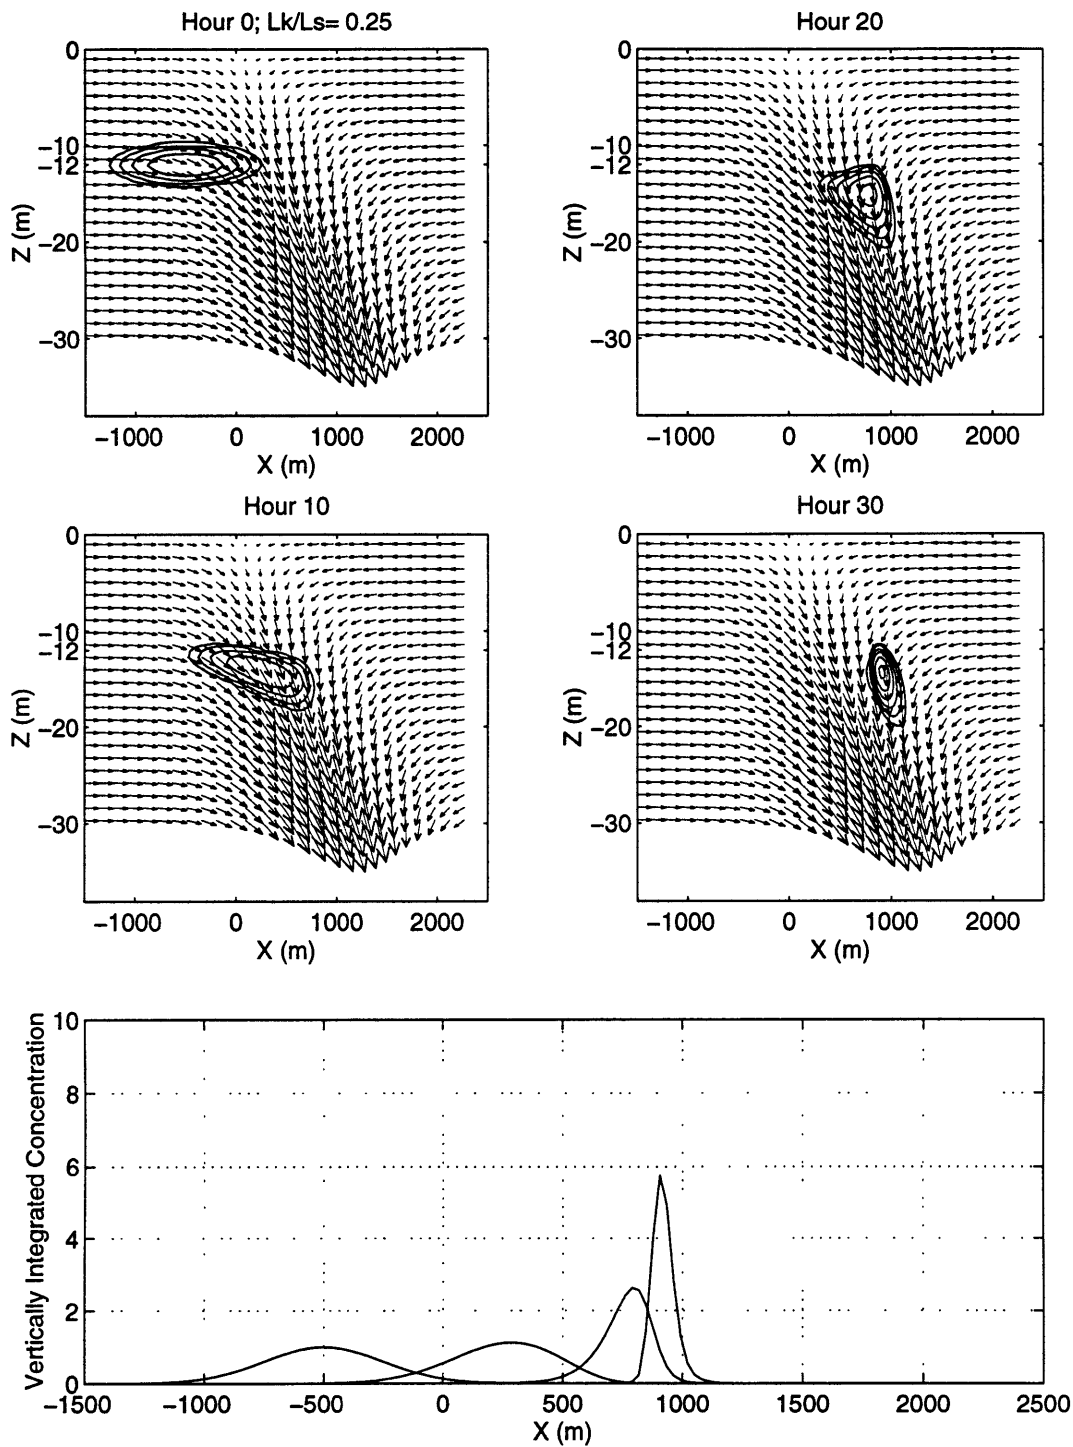 Hour 0; Lk/Ls= 0.25
0
−10
−12
−20
−30
Z (m)
−1000 0 1000 2000
X (m)
Hour 20
0
−10
−12
−20
−30
Z (m)
−1000 0 1000 2000
X (m)
Hour 10
0
−10
−12
−20
−30
Z (m)
−1000 0 1000 2000
X (m)
Hour 30
0
−10
−12
−20
−30
Z (m)
−1000 0 1000 2000
X (m)
Vertically Integrated Concentration
10
8
6
4
2
0
−1500 −1000 −500 0 500 1000 1500 2000 2500
X (m)